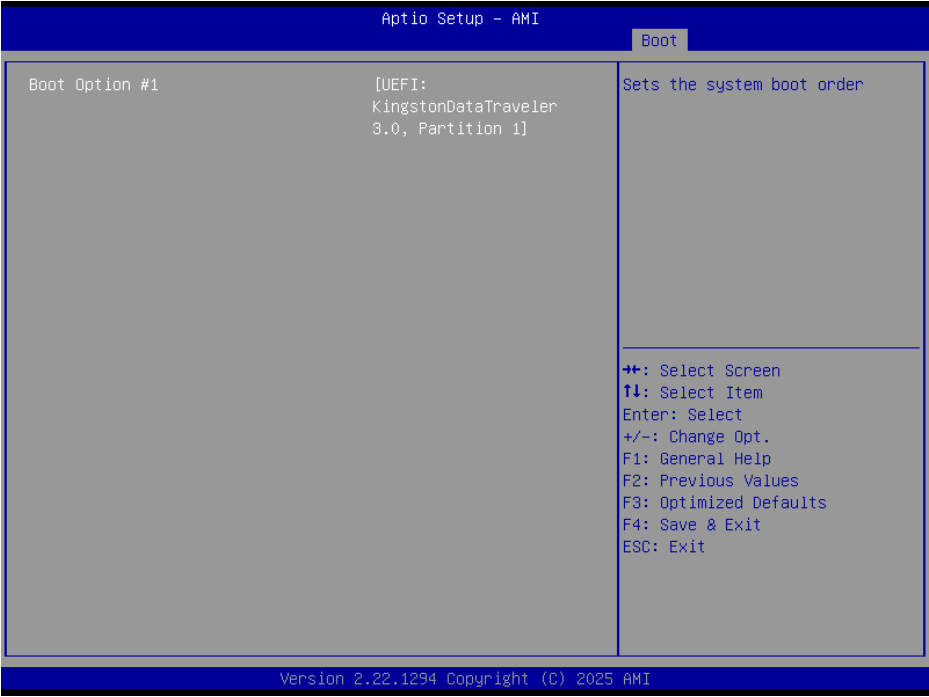 Aptio Setup – AMI
Boot
Boot Option #1 [UEFI:
KingstonDataTraveler
3.0, Partition 1]
Sets the system boot order
→←: Select Screen
↑↓: Select Item
Enter: Select
+/-: Change Opt.
F1: General Help
F2: Previous Values
F3: Optimized Defaults
F4: Save & Exit
ESC: Exit
Version 2.22.1294 Copyright (C) 2025 AMI